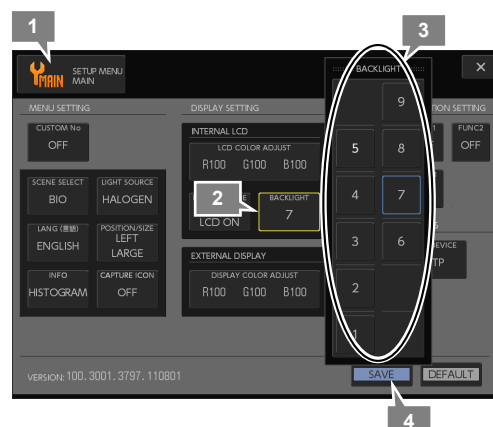 1
3
MAIN
SETUP MENU
MAIN
BACKLIGHT
×
MENU SETTING
DISPLAY SETTING
TION SETTING
CUSTOM No
OFF
INTERNAL LCD
LCD COLOR ADJUST
R100 G100 B100
1
FUNC2
OFF
SCENE SELECT
BIO
LIGHT SOURCE
HALOGEN
2
E
LCD ON
BACKLIGHT
7
LANG (言語)
ENGLISH
POSITION/SIZE
LEFT
LARGE
EXTERNAL DISPLAY
DISPLAY COLOR ADJUST
R100 G100 B100
DEVICE
TP
INFO
HISTOGRAM
CAPTURE ICON
OFF
9
5 8
4 7
3 6
2
1
VERSION: 100. 3001. 3797. 110801
SAVE
DEFAULT
4